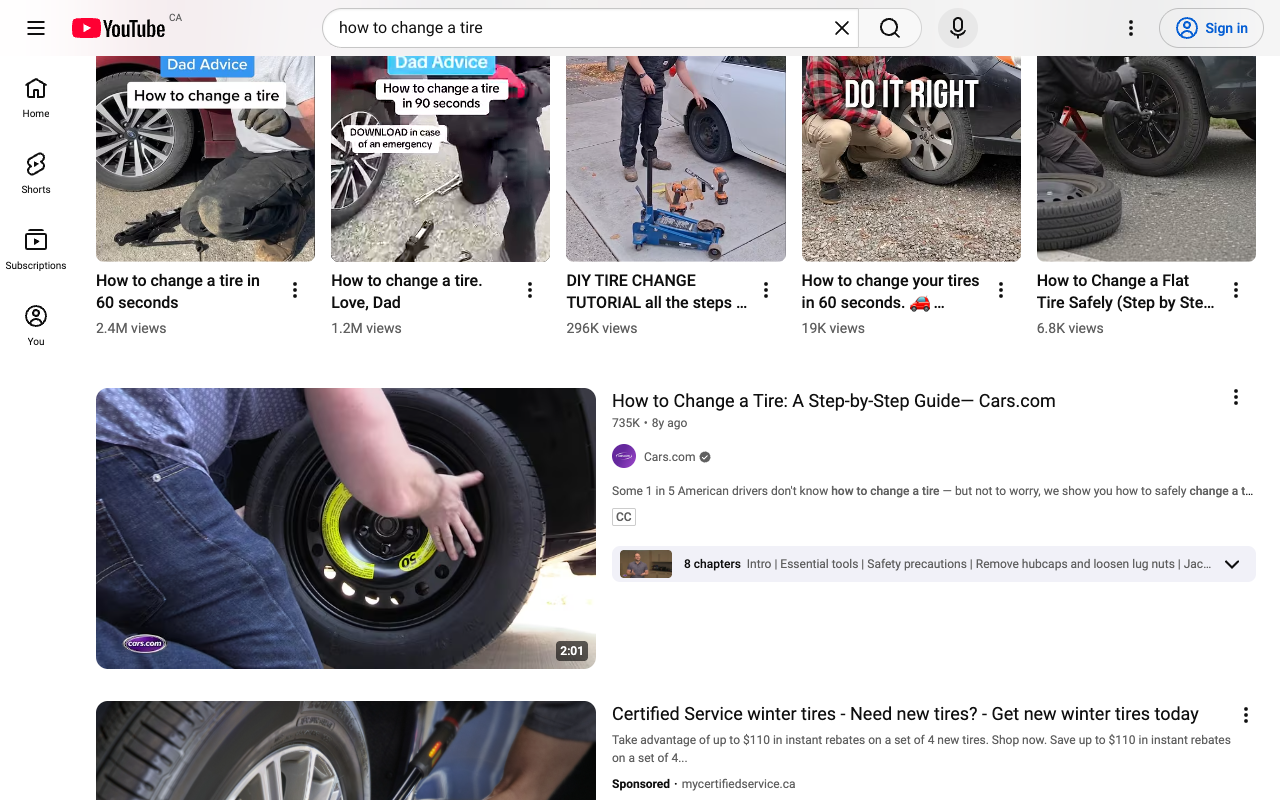 YouTube CA
how to change a tire
Sign in
Home
Shorts
Subscriptions
You
Dad Advice
How to change a tire
Dad Advice
How to change a tire
in 90 seconds
DOWNLOAD in case
of an emergency
DO IT RIGHT
How to change a tire in
60 seconds
2.4M views
How to change a tire.
Love, Dad
1.2M views
DIY TIRE CHANGE
TUTORIAL all the steps ...
296K views
How to change your tires
in 60 seconds. 🚗 ...
19K views
How to Change a Flat
Tire Safely (Step by Ste...
6.8K views
cars.com
50
2:01
How to Change a Tire: A Step-by-Step Guide— Cars.com
735K • 8y ago
Cars.com
Some 1 in 5 American drivers don't know how to change a tire — but not to worry, we show you how to safely change a t...
CC
8 chapters Intro | Essential tools | Safety precautions | Remove hubcaps and loosen lug nuts | Jac...
Certified Service winter tires - Need new tires? - Get new winter tires today
Take advantage of up to $110 in instant rebates on a set of 4 new tires. Shop now. Save up to $110 in instant rebates
on a set of 4...
Sponsored · mycertifiedservice.ca